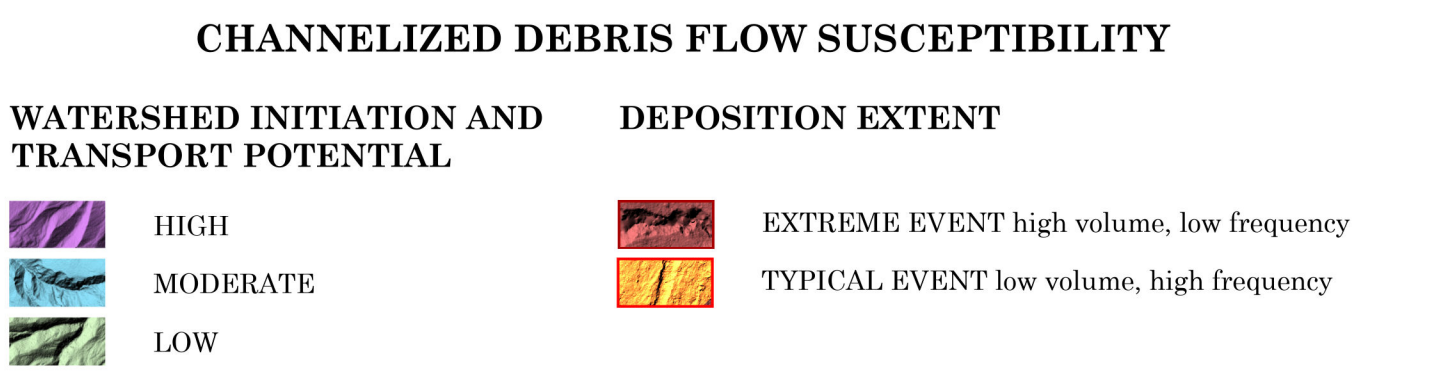 CHANNELIZED DEBRIS FLOW SUSCEPTIBILITY
WATERSHED INITIATION AND
TRANSPORT POTENTIAL
HIGH
MODERATE
LOW
DEPOSITION EXTENT
EXTREME EVENT high volume, low frequency
TYPICAL EVENT low volume, high frequency